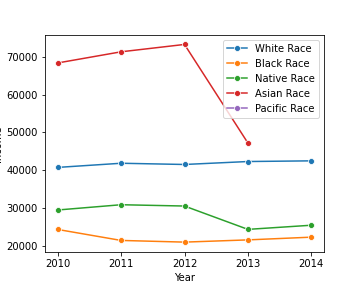 White Race
Black Race
Native Race
Asian Race
Pacific Race
70000
60000
50000
40000
30000
20000
2010 2011 2012 2013 2014
Year